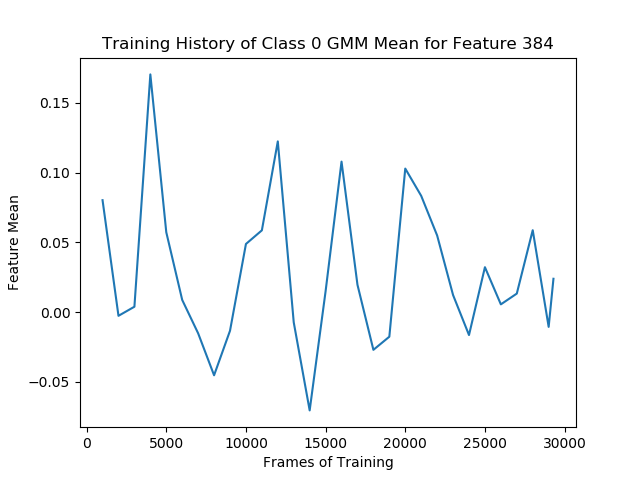 Training History of Class 0 GMM Mean for Feature 384
0.15
0.10
0.05
0.00
−0.05
Feature Mean
0 5000 10000 15000 20000 25000 30000
Frames of Training